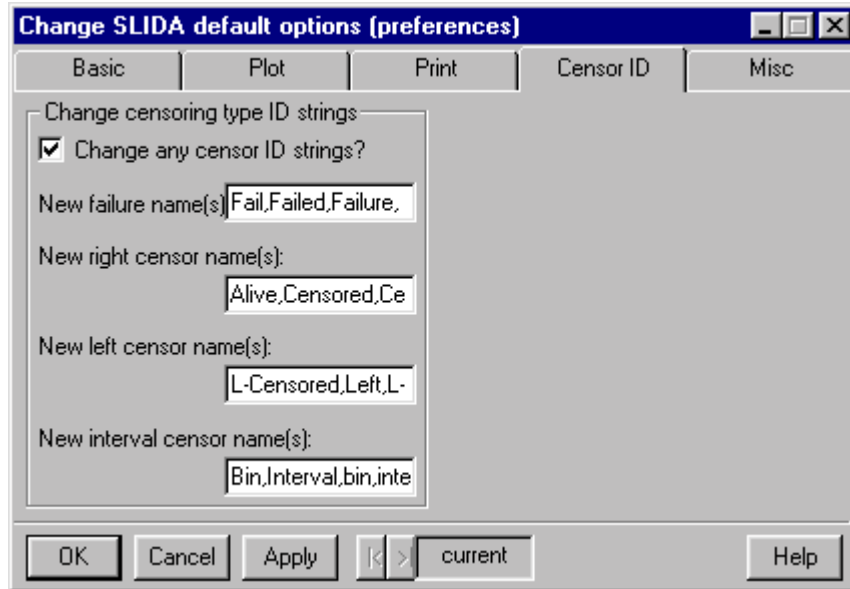 Change SLIDA default options (preferences)
Basic Plot Print Censor ID Misc
Change censoring type ID strings
Change any censor ID strings?
New failure name(s) Fail,Failed,Failure,
New right censor name(s):
Alive,Censored,Ce
New left censor name(s):
L-Censored,Left,L-
New interval censor name(s):
Bin,Interval,bin,inte
OK Cancel Apply |< >| current Help